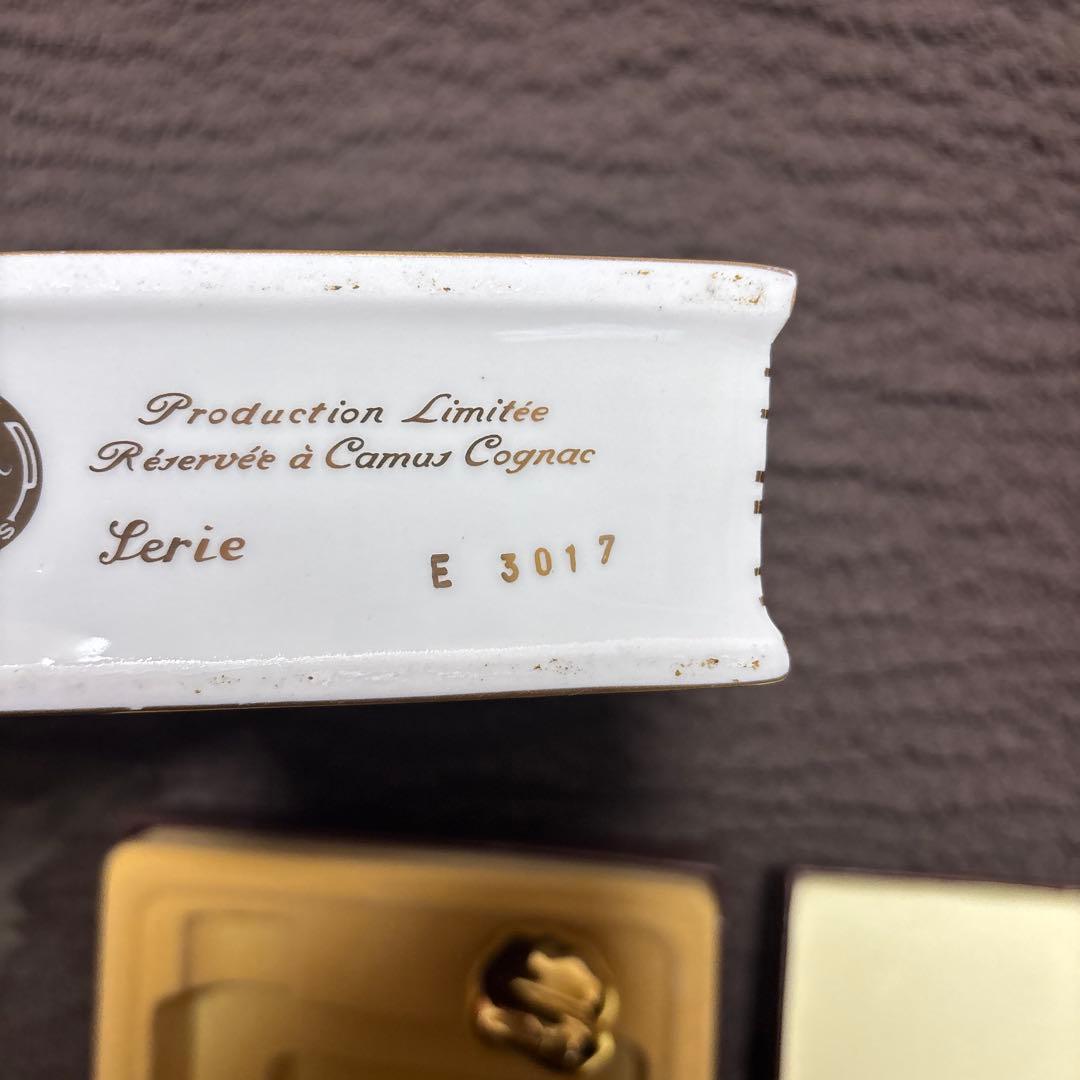 Production Limitée
Réservée à Camus Cognac
Serie E 3017